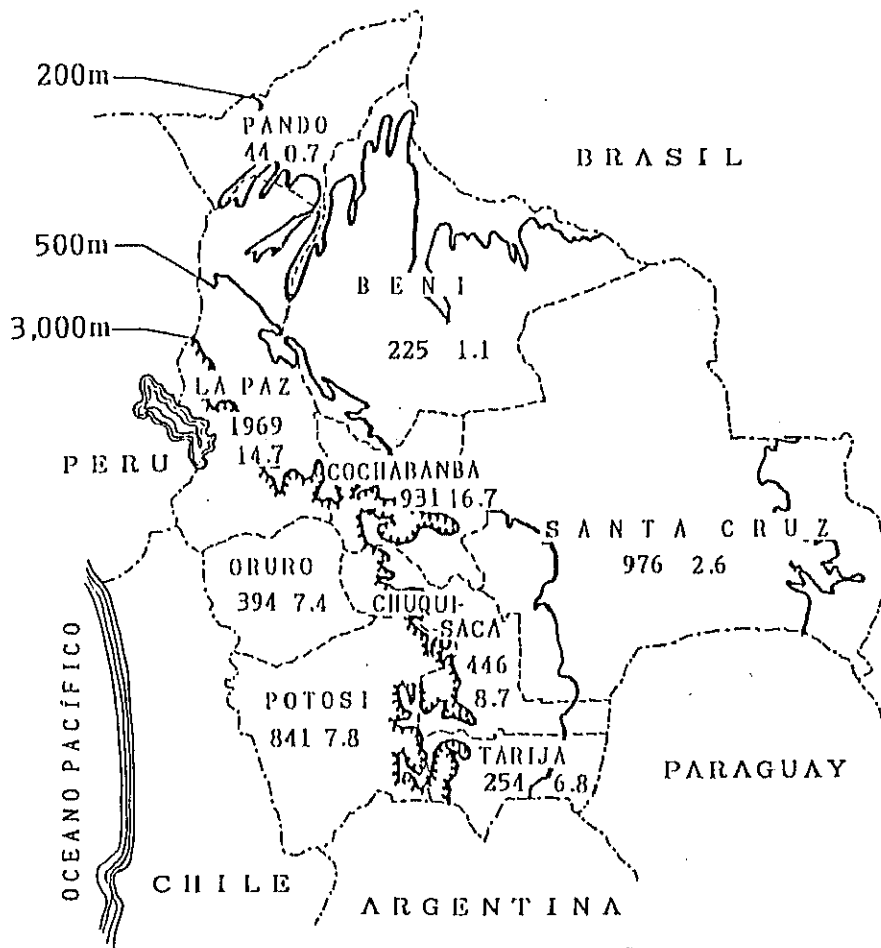 200m
PANDO
44 0.7
BRASIL
500m
BENI
3,000m
225 1.1
LA PAZ
1969
14.7
PERU
COCHABANBA
931 16.7
SANTA CRUZ
976 2.6
ORURO
394 7.4
CHUQUI-
SACA
446
8.7
POTOSI
841 7.8
TARIJA
254 6.8
PARAGUAY
OCEANO PACÍFICO
CHILE
ARGENTINA